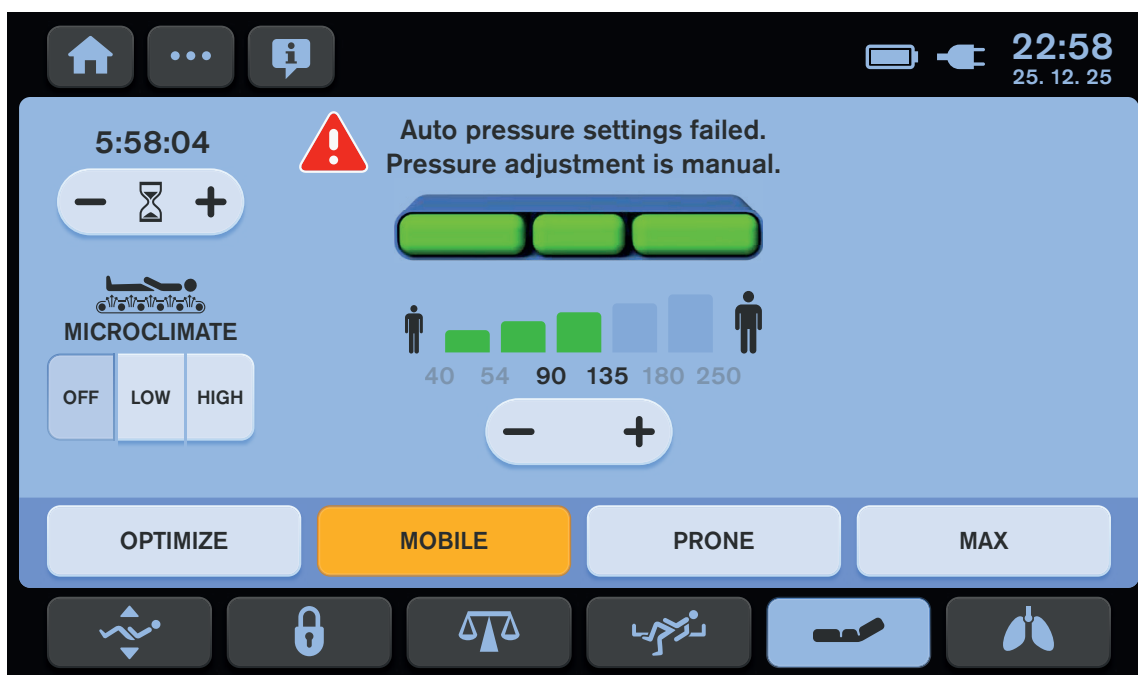 22:58
25. 12. 25
5:58:04
Auto pressure settings failed.
Pressure adjustment is manual.
MICROCLIMATE
OFF LOW HIGH
40 54 90 135 180 250
OPTIMIZE MOBILE PRONE MAX